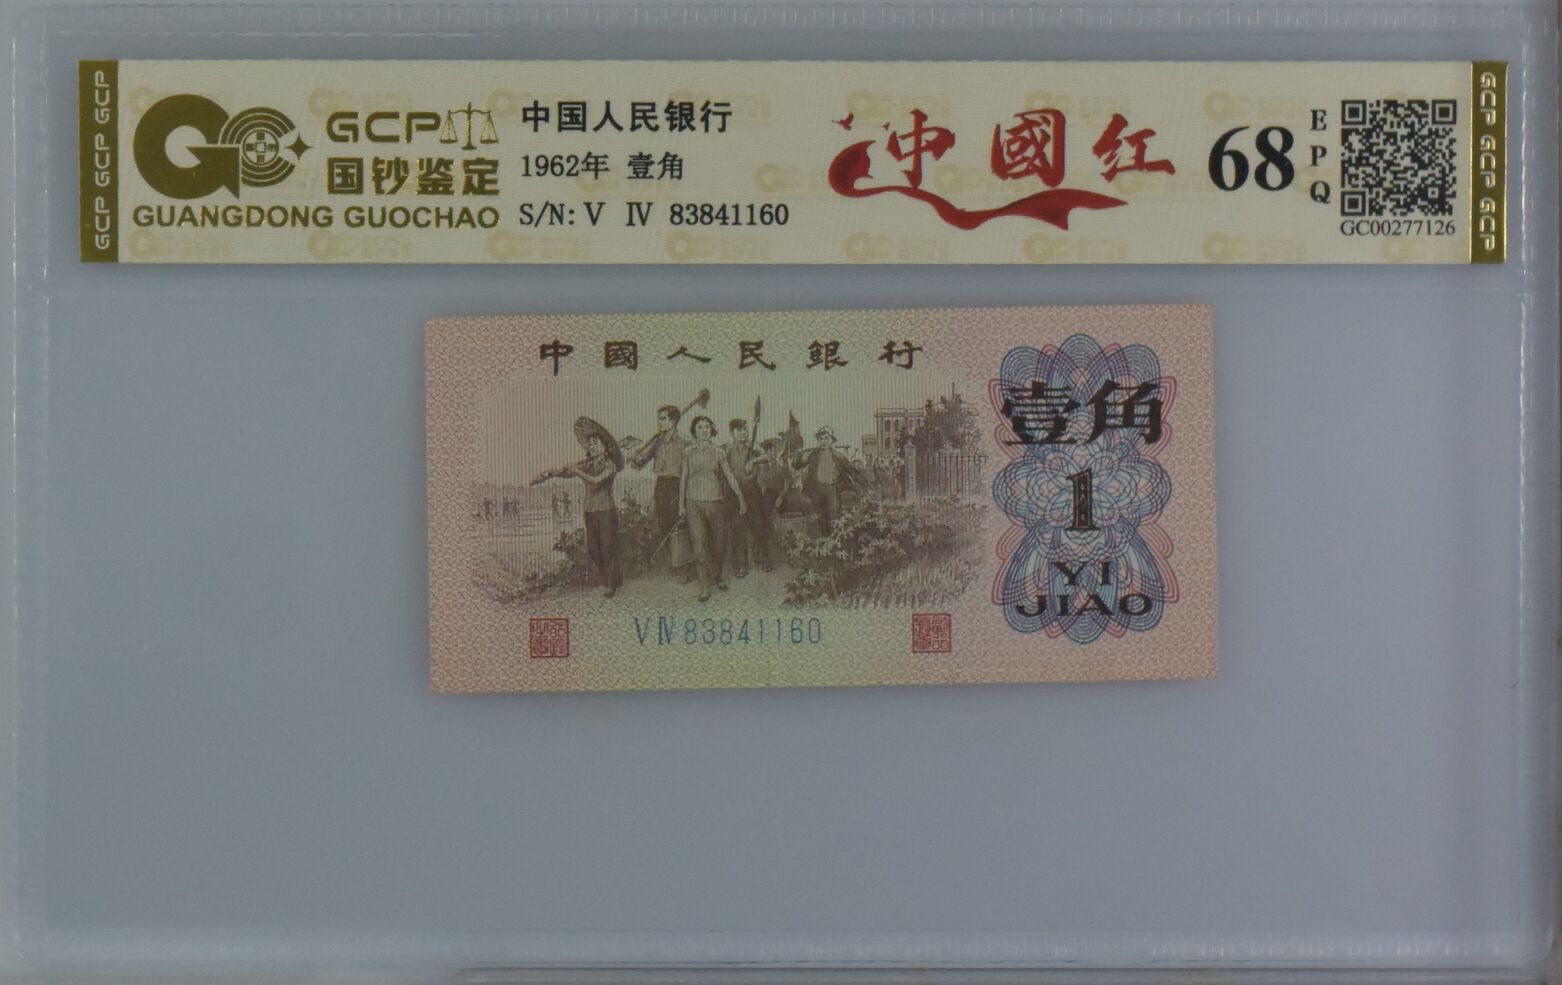 GCP GCP GCP
GCP
国钞鉴定
GUANGDONG GUOCHAO
中国人民银行
1962年 壹角
S/N: V Ⅳ 83841160
中國红
68
EPQ
GC00277126
GCP GCP GCP
中國人民銀行
壹角
1
YI
JIAO
V Ⅳ 83841160